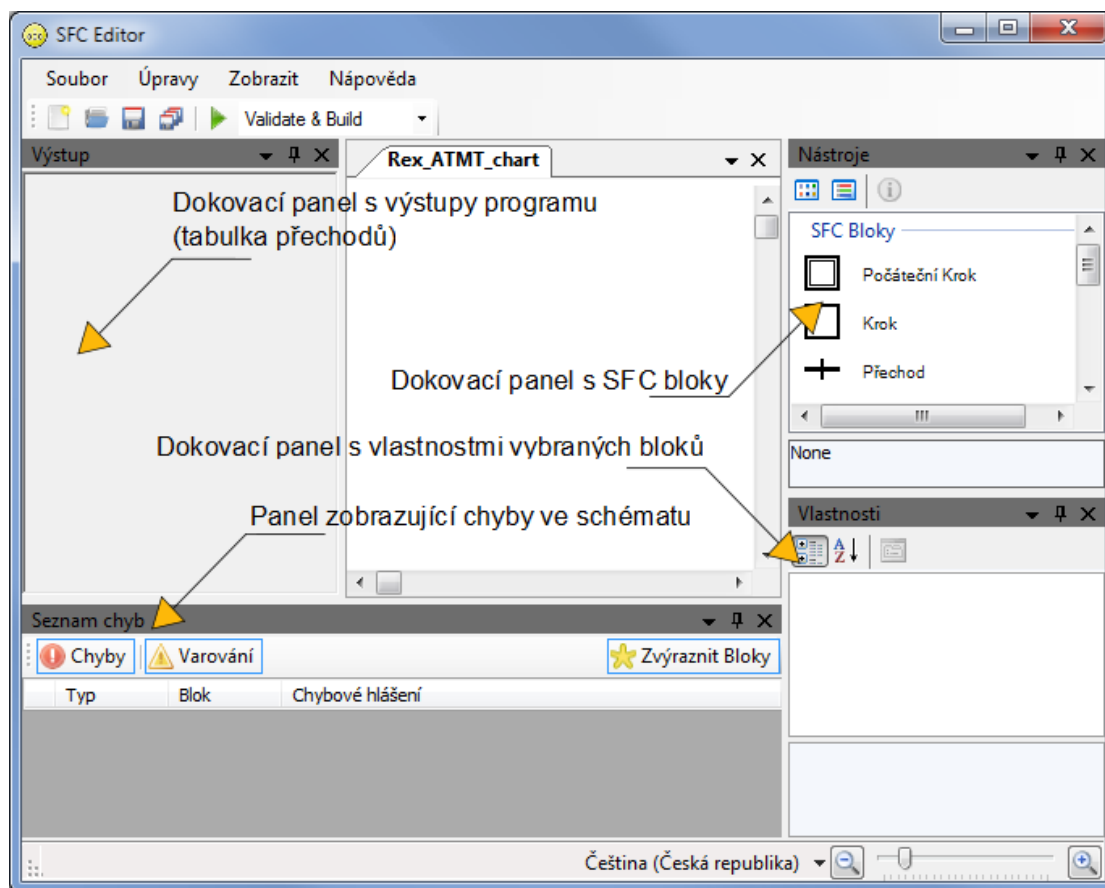 SFC Editor
Soubor Úpravy Zobrazit Nápověda
Validate & Build
Výstup
Rex_ATMT_chart
Nástroje
Dokovací panel s výstupy programu
(tabulka přechodů)
SFC Bloky
Počáteční Krok
Krok
Přechod
Dokovací panel s SFC bloky
Dokovací panel s vlastnostmi vybraných bloků
None
Panel zobrazující chyby ve schématu
Vlastnosti
Seznam chyb
Chyby Varování Zvýraznit Bloky
Typ Blok Chybové hlášení
Čeština (Česká republika)